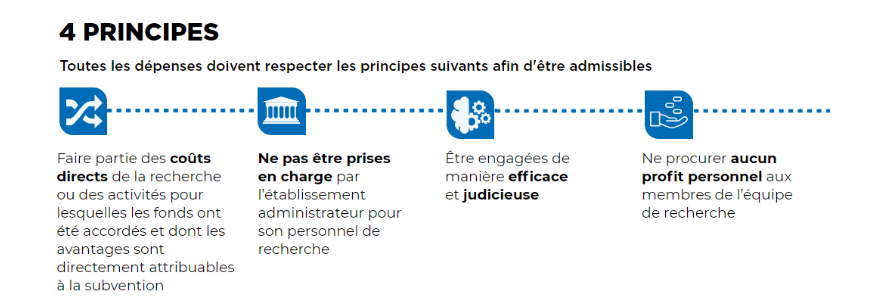 4 PRINCIPES
Toutes les dépenses doivent respecter les principes suivants afin d'être admissibles
Faire partie des coûts
directs de la recherche
ou des activités pour
lesquelles les fonds ont
été accordés et dont les
avantages sont
directement attribuables
à la subvention
Ne pas être prises
en charge par
l'établissement
administrateur pour
son personnel de
recherche
Être engagées de
manière efficace
et judicieuse
Ne procurer aucun
profit personnel aux
membres de l'équipe
de recherche